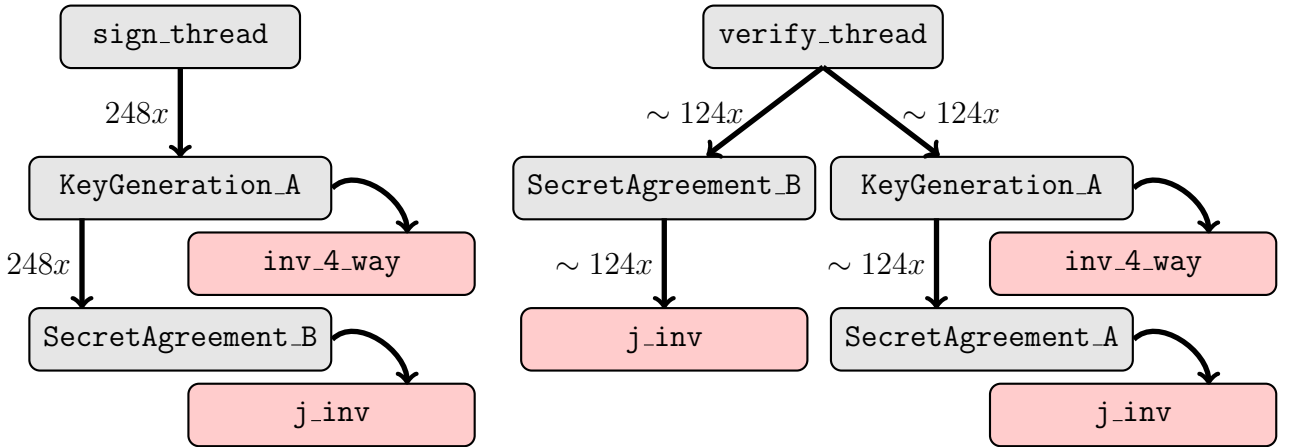 sign_thread
verify_thread
248x
∼ 124x
∼ 124x
KeyGeneration_A
SecretAgreement_B
KeyGeneration_A
248x
inv_4_way
∼ 124x
∼ 124x
inv_4_way
SecretAgreement_B
j_inv
SecretAgreement_A
j_inv
j_inv